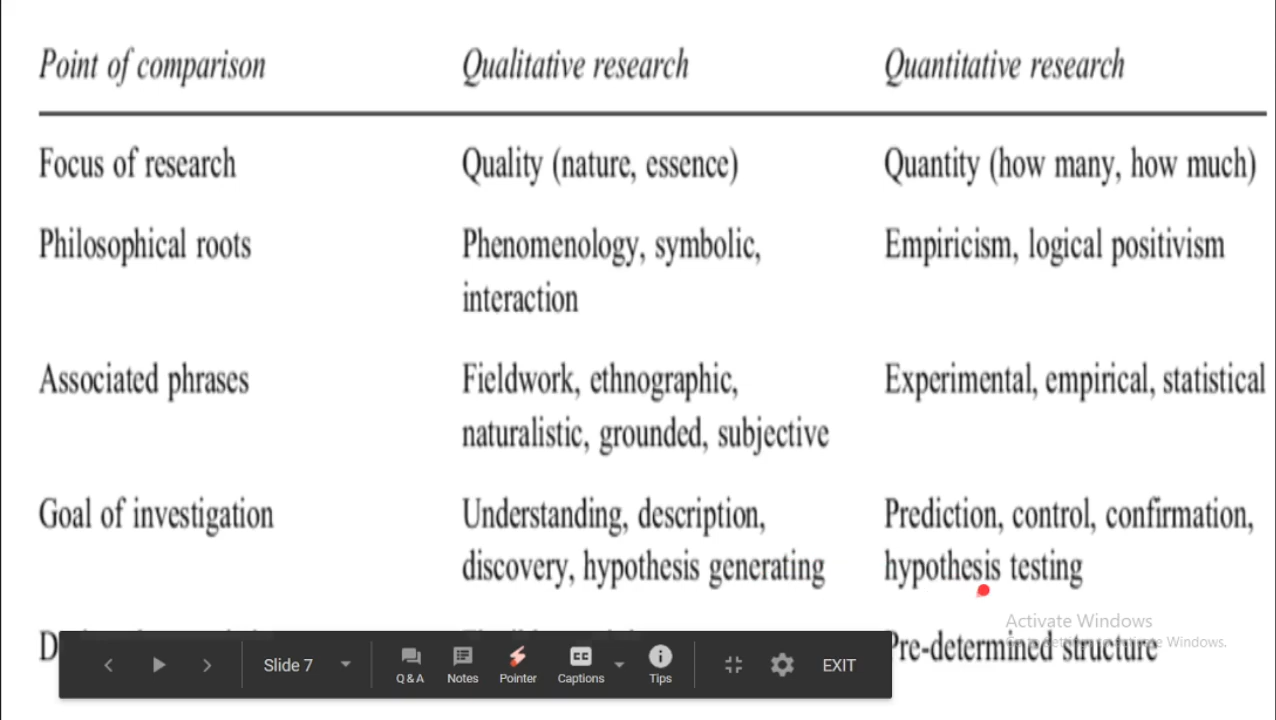 Point of comparison Qualitative research Quantitative research
Focus of research Quality (nature, essence) Quantity (how many, how much)
Philosophical roots Phenomenology, symbolic, Empiricism, logical positivism
interaction
Associated phrases Fieldwork, ethnographic, Experimental, empirical, statistical
naturalistic, grounded, subjective
Goal of investigation Understanding, description, Prediction, control, confirmation,
discovery, hypothesis generating hypothesis testing
Activate Windows
Windows.
Pre-determined structure
Slide 7 Q & A Notes Pointer CC Captions Tips EXIT